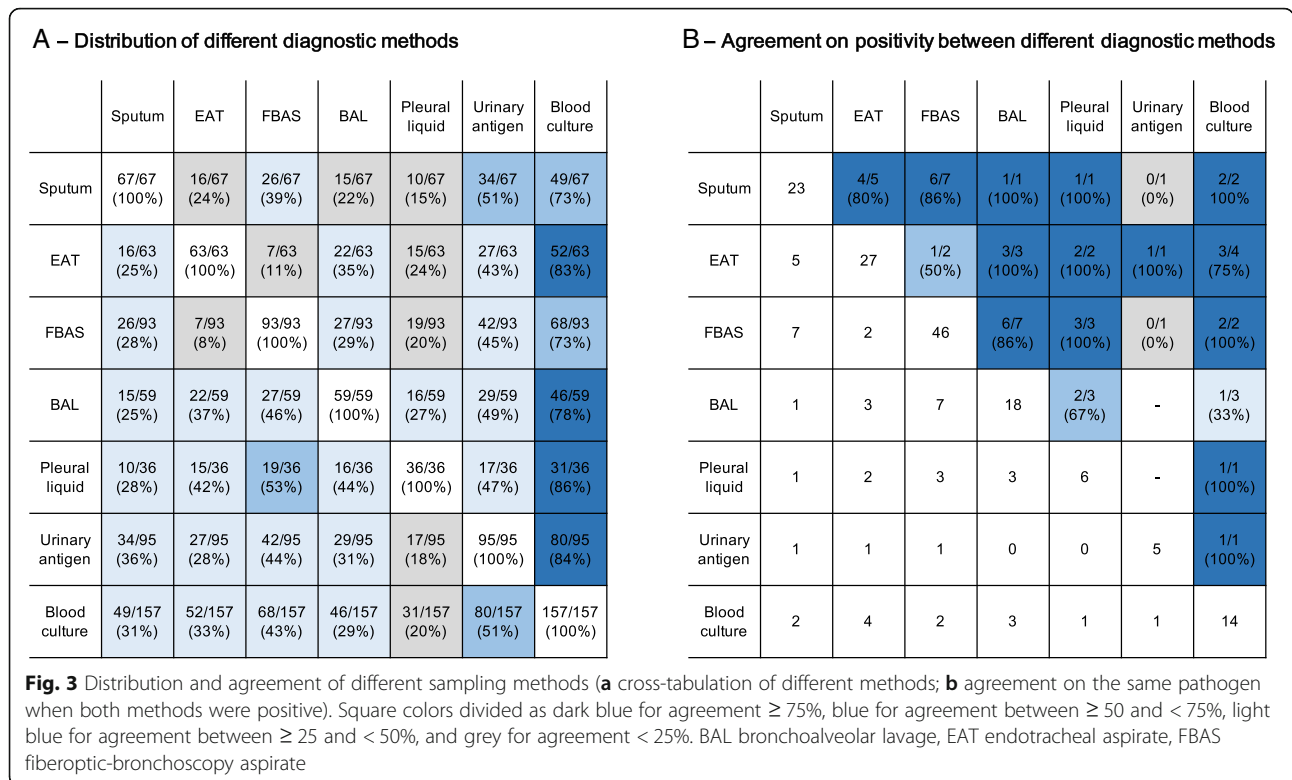 A – Distribution of different diagnostic methods
Sputum EAT FBAS BAL Pleural liquid Urinary antigen Blood culture
Sputum 67/67 (100%) 16/67 (24%) 26/67 (39%) 15/67 (22%) 10/67 (15%) 34/67 (51%) 49/67 (73%)
EAT 16/63 (25%) 63/63 (100%) 7/63 (11%) 22/63 (35%) 15/63 (24%) 27/63 (43%) 52/63 (83%)
FBAS 26/93 (28%) 7/93 (8%) 93/93 (100%) 27/93 (29%) 19/93 (20%) 42/93 (45%) 68/93 (73%)
BAL 15/59 (25%) 22/59 (37%) 27/59 (46%) 59/59 (100%) 16/59 (27%) 29/59 (49%) 46/59 (78%)
Pleural liquid 10/36 (28%) 15/36 (42%) 19/36 (53%) 16/36 (44%) 36/36 (100%) 17/36 (47%) 31/36 (86%)
Urinary antigen 34/95 (36%) 27/95 (28%) 42/95 (44%) 29/95 (31%) 17/95 (18%) 95/95 (100%) 80/95 (84%)
Blood culture 49/157 (31%) 52/157 (33%) 68/157 (43%) 46/157 (29%) 31/157 (20%) 80/157 (51%) 157/157 (100%)
B – Agreement on positivity between different diagnostic methods
Sputum EAT FBAS BAL Pleural liquid Urinary antigen Blood culture
Sputum 23 4/5 (80%) 6/7 (86%) 1/1 (100%) 1/1 (100%) 0/1 (0%) 2/2 100%
EAT 5 27 1/2 (50%) 3/3 (100%) 2/2 (100%) 1/1 (100%) 3/4 (75%)
FBAS 7 2 46 6/7 (86%) 3/3 (100%) 0/1 (0%) 2/2 (100%)
BAL 1 3 7 18 2/3 (67%) - 1/3 (33%)
Pleural liquid 1 2 3 3 6 - 1/1 (100%)
Urinary antigen 1 1 1 0 0 5 1/1 (100%)
Blood culture 2 4 2 3 1 1 14
Fig. 3 Distribution and agreement of different sampling methods (a cross-tabulation of different methods; b agreement on the same pathogen
when both methods were positive). Square colors divided as dark blue for agreement ≥ 75%, blue for agreement between ≥ 50 and < 75%, light
blue for agreement between ≥ 25 and < 50%, and grey for agreement < 25%. BAL bronchoalveolar lavage, EAT endotracheal aspirate, FBAS
fiberoptic-bronchoscopy aspirate